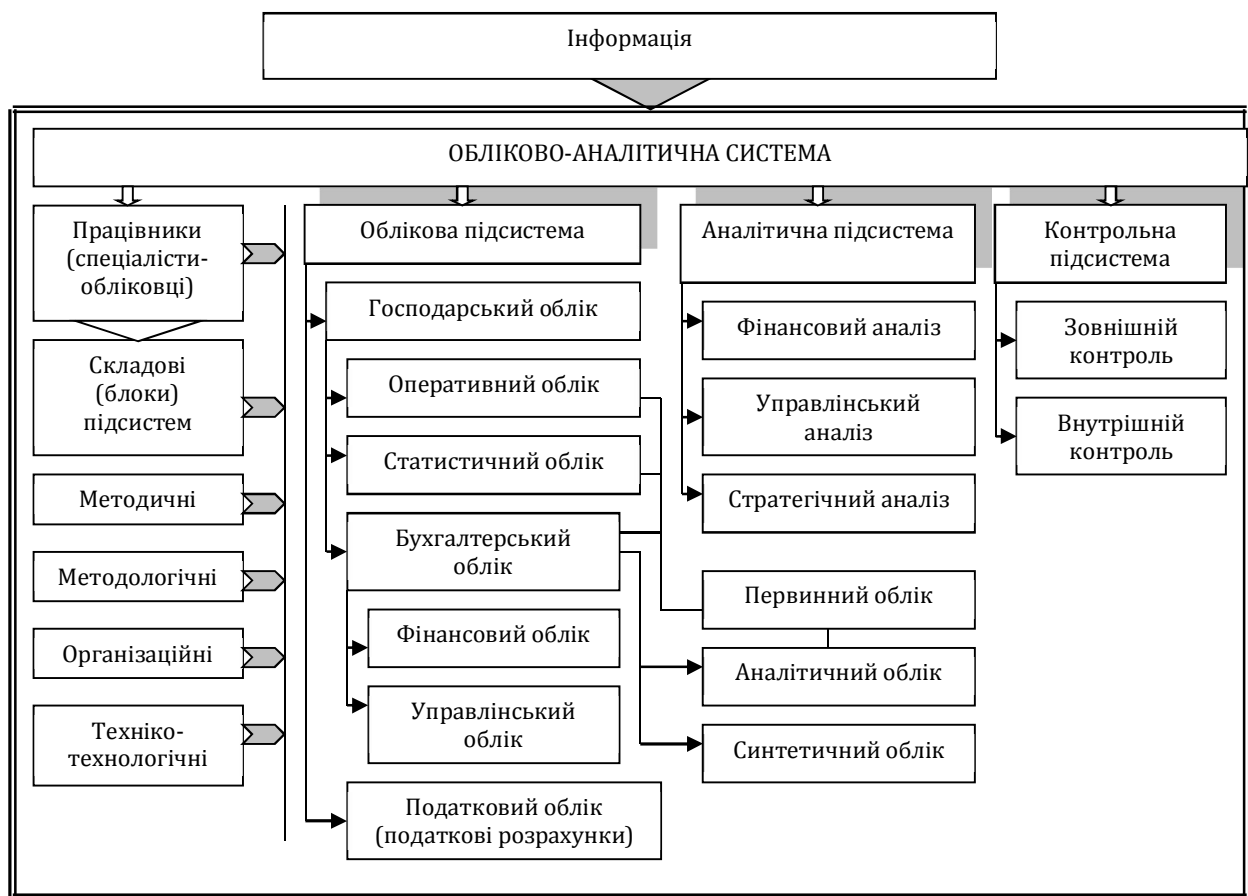 Інформація
ОБЛІКОВО-АНАЛІТИЧНА СИСТЕМА
Працівники
(спеціалісти-
обліковці)
Складові
(блоки)
підсистем
Методичні
Методологічні
Організаційні
Техніко-
технологічні
Облікова підсистема
Господарський облік
Оперативний облік
Статистичний облік
Бухгалтерський
облік
Фінансовий облік
Управлінський
облік
Податковий облік
(податкові розрахунки)
Аналітична підсистема
Фінансовий аналіз
Управлінський
аналіз
Стратегічний аналіз
Первинний облік
Аналітичний облік
Синтетичний облік
Контрольна
підсистема
Зовнішній
контроль
Внутрішній
контроль